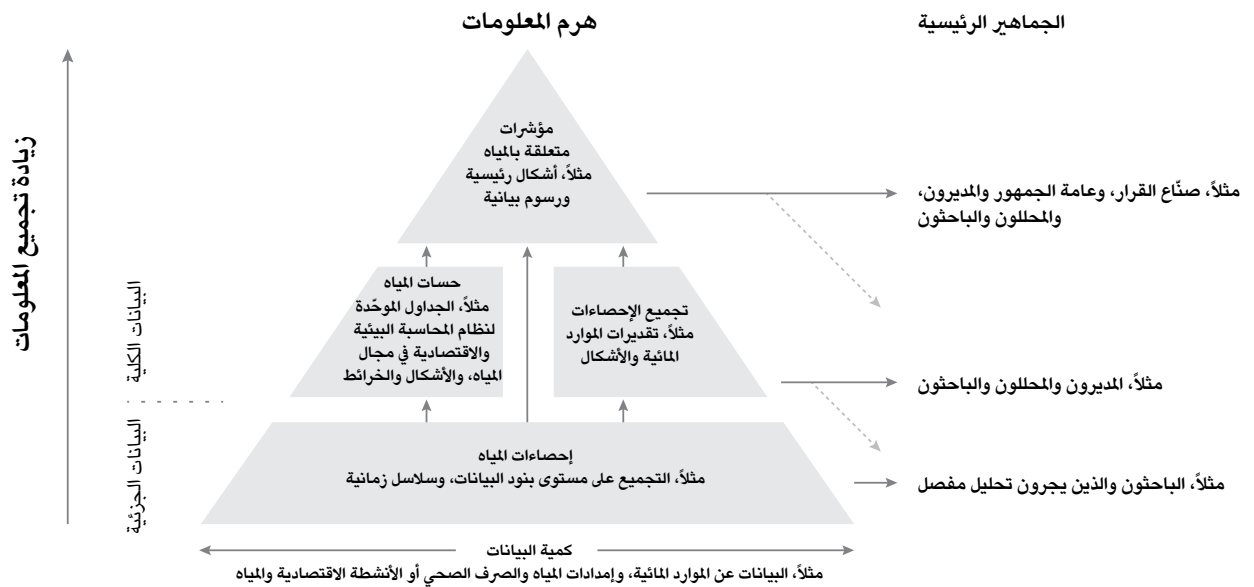 هرم المعلومات
الجماهير الرئيسية
زيادة تجميع المعلومات
مؤشرات
متعلقة بالمياه
مثلاً، أشكال رئيسية
ورسوم بيانية
مثلاً، صنّاع القرار، وعامة الجمهور والمديرون،
والمحللون والباحثون
البيانات الكلية
حسات المياه
مثلاً، الجداول الموحّدة
لنظام المحاسبة البيئية
والاقتصادية في مجال
المياه، والأشكال والخرائط
تجميع الإحصاءات
مثلاً، تقديرات الموارد
المائية والأشكال
مثلاً، المديرون والمحللون والباحثون
البيانات الجزئية
إحصاءات المياه
مثلاً، التجميع على مستوى بنود البيانات، وسلاسل زمانية
مثلاً، الباحثون والذين يجرون تحليل مفصل
كمية البيانات
مثلاً، البيانات عن الموارد المائية، وإمدادات المياه والصرف الصحي أو الأنشطة الاقتصادية والمياه